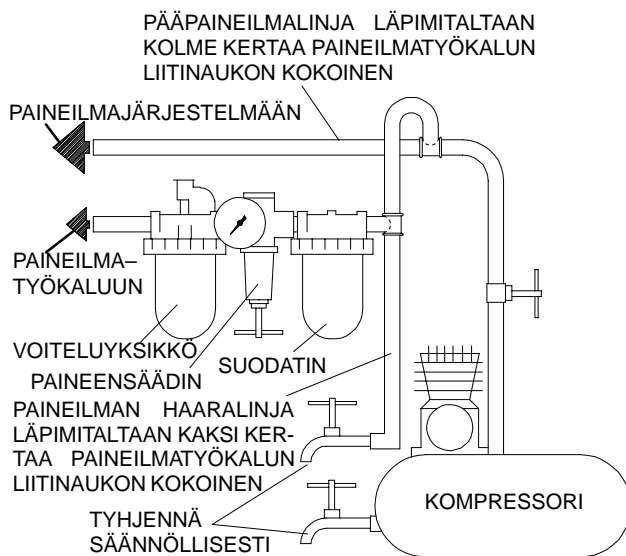 PÄÄPAINEILMALINJA LÄPIMITALTAAN
KOLME KERTAA PAINEILMATYÖKALUN
LIITINAUKON KOKOINEN
PAINEILMAJÄRJESTELMÄÄN
PAINEILMA–
TYÖKALUUN
VOITELUYKSIKKÖ
SUODATIN
PAINEENSÄÄDIN
PAINEILMAN HAARALINJA
LÄPIMITALTAAN KAKSI KER-
TAA PAINEILMATYÖKALUN
LIITINAUKON KOKOINEN
KOMPRESSORI
TYHJENNÄ
SÄÄNNÖLLISESTI